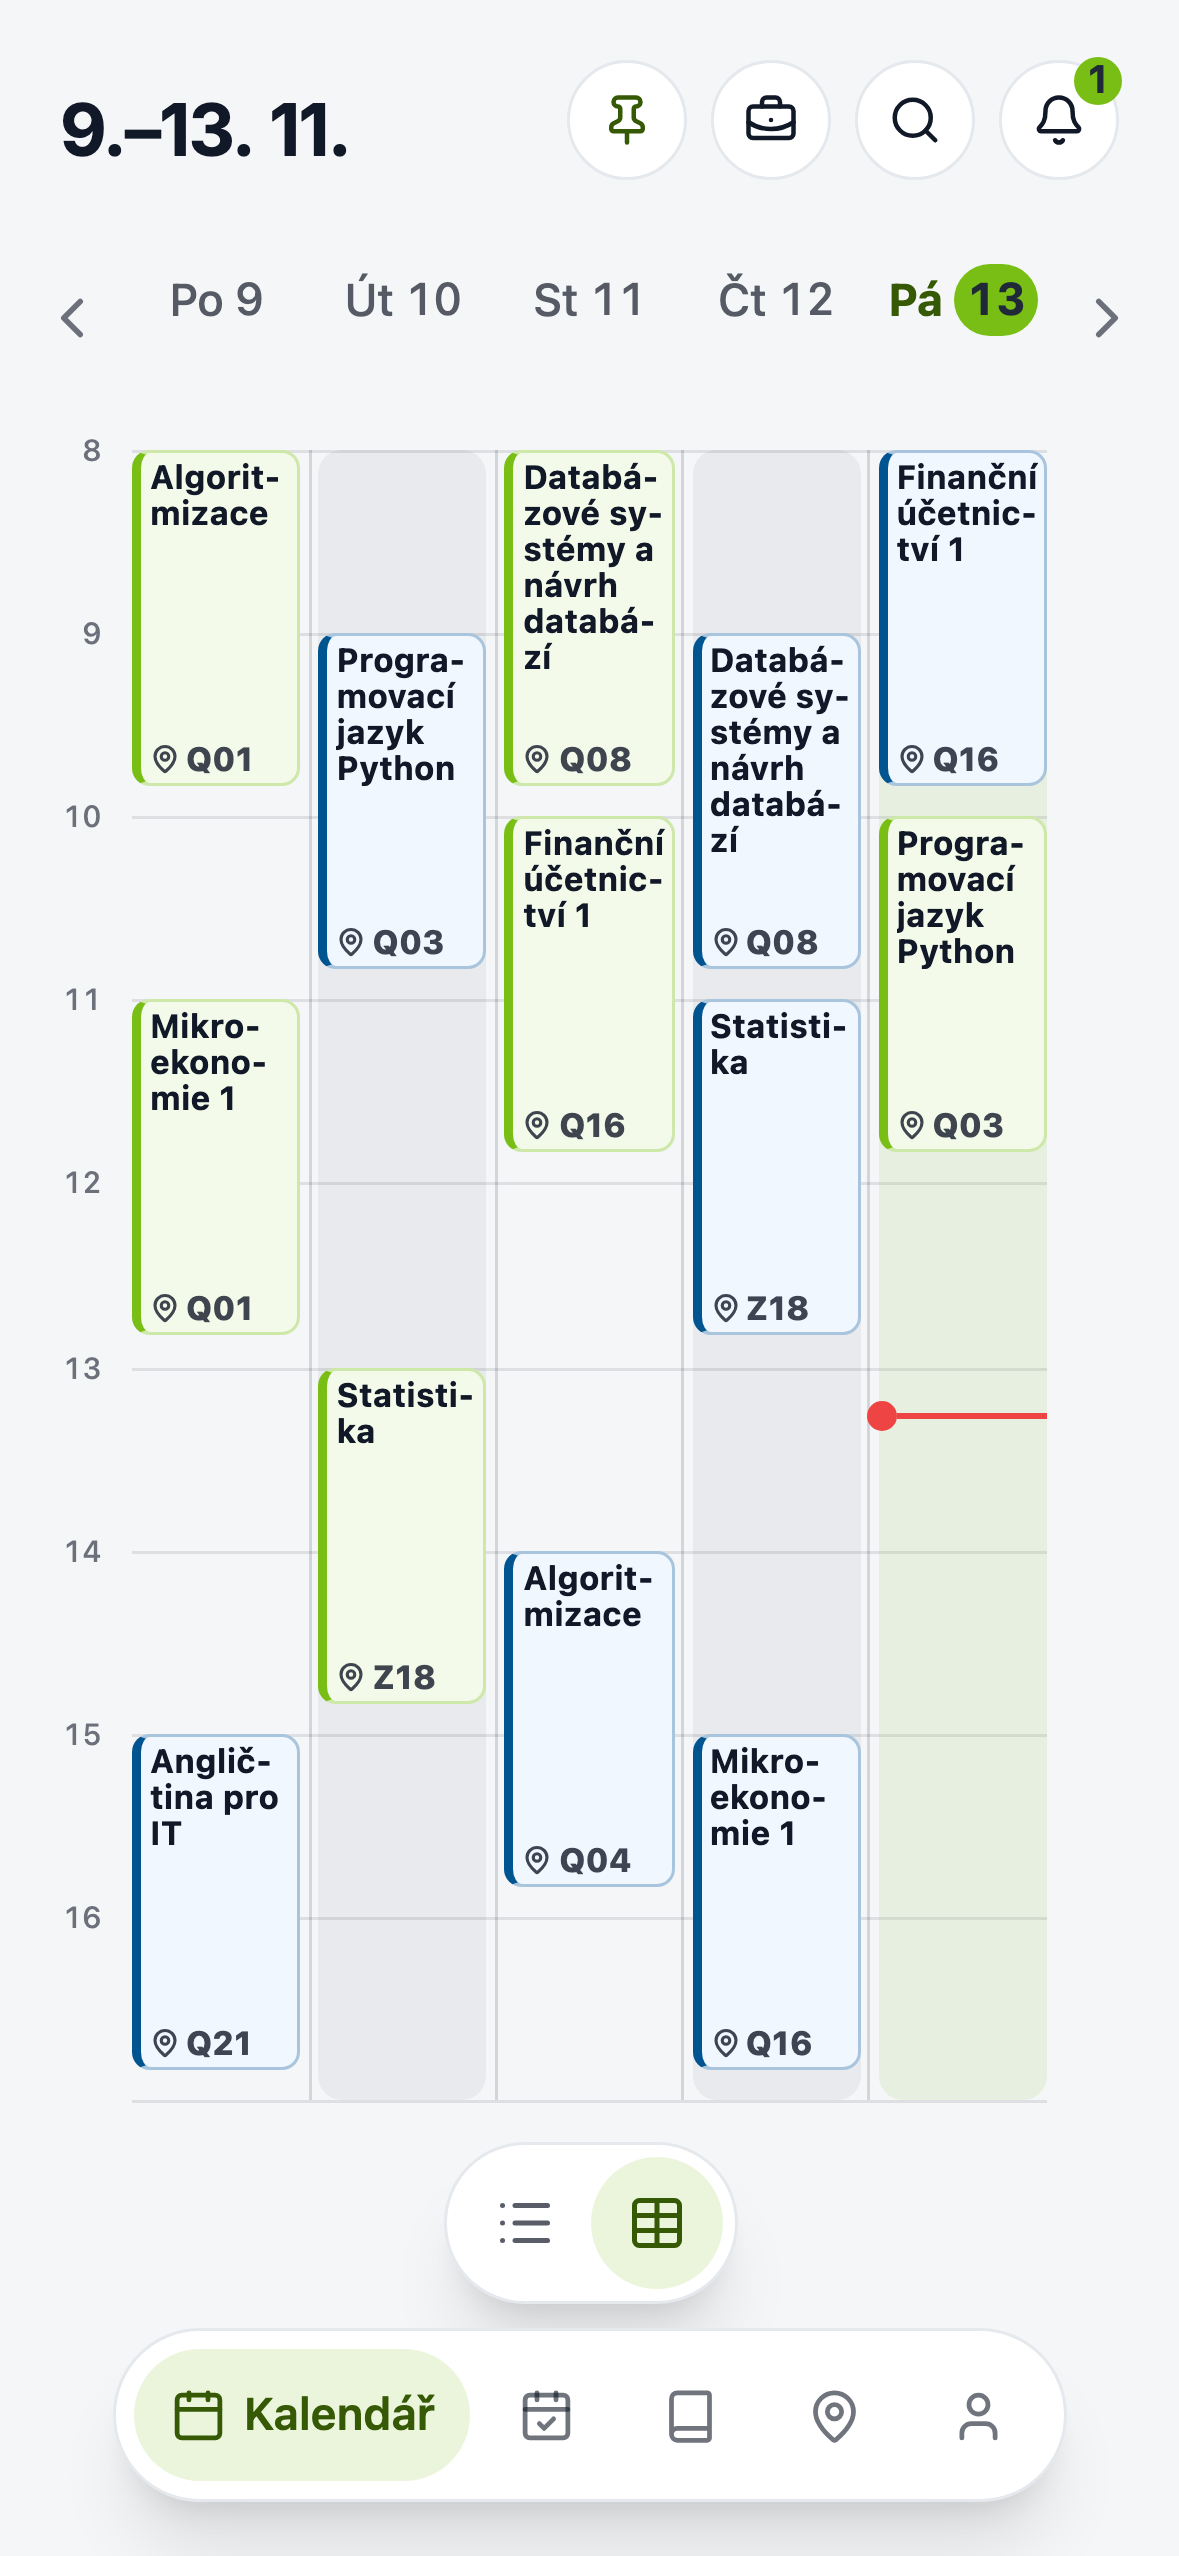 9.–13. 11.
1
Po 9
Út 10
St 11
Čt 12
Pá 13
8
9
10
11
12
13
14
15
16
Algorit-
mizace
Q01
Mikro-
ekono-
mie 1
Q01
Anglič-
tina pro
IT
Q21
Progra-
movací
jazyk
Python
Q03
Statisti-
ka
Z18
Databá-
zové sy-
stémy a
návrh
databá-
zí
Q08
Finanční
účetnic-
tví 1
Q16
Algorit-
mizace
Q04
Databá-
zové sy-
stémy a
návrh
databá-
zí
Q08
Statisti-
ka
Z18
Mikro-
ekono-
mie 1
Q16
Finanční
účetnic-
tví 1
Q16
Progra-
movací
jazyk
Python
Q03
Kalendář